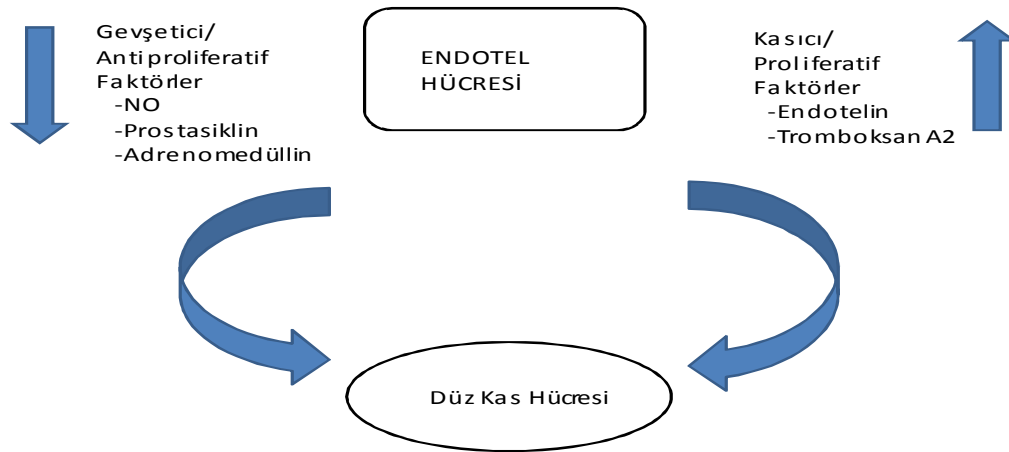 Gevşetici/
Antiproliferatif
Faktörler
-NO
-Prostasiklin
-Adrenomedüllin
ENDOTEL
HÜCRESİ
Kasıcı/
Proliferatif
Faktörler
-Endotelin
-Tromboksan A2
Düz Kas Hücresi